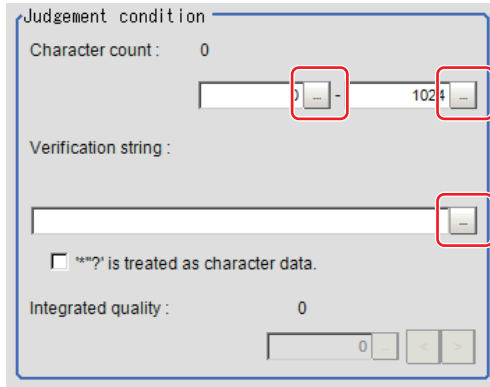 Judgement condition
Character count : 0
0 ... - 1024 ...
Verification string :
...
'*''?' is treated as character data.
Integrated quality : 0
0 ... < >